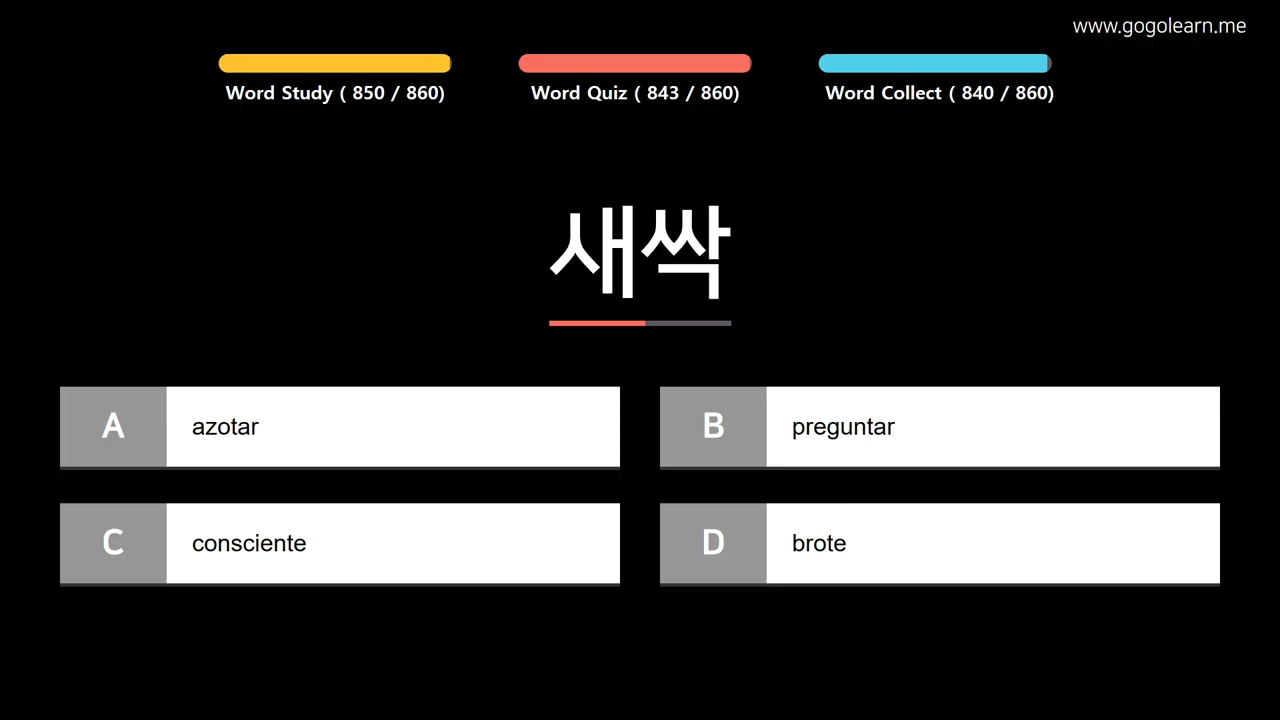 www.gogolearn.me
Word Study ( 850 / 860)
Word Quiz ( 843 / 860)
Word Collect ( 840 / 860)
새싹
A azotar
B preguntar
C consciente
D brote